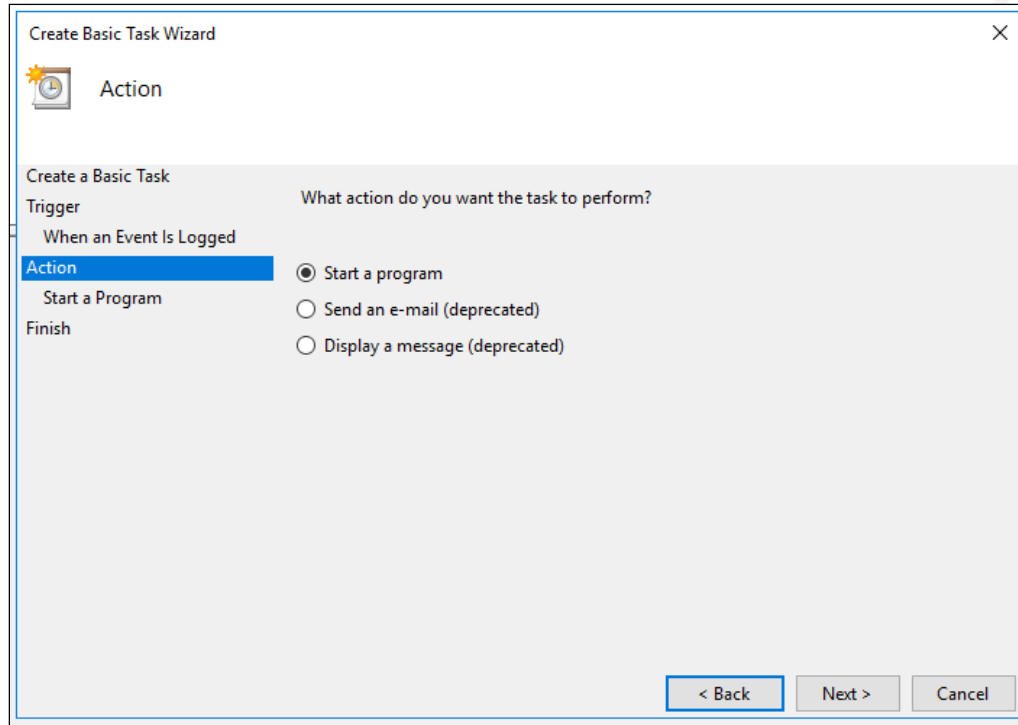 Create Basic Task Wizard
Action
Create a Basic Task
Trigger
When an Event Is Logged
Action
Start a Program
Finish
What action do you want the task to perform?
Start a program
Send an e-mail (deprecated)
Display a message (deprecated)
< Back
Next >
Cancel